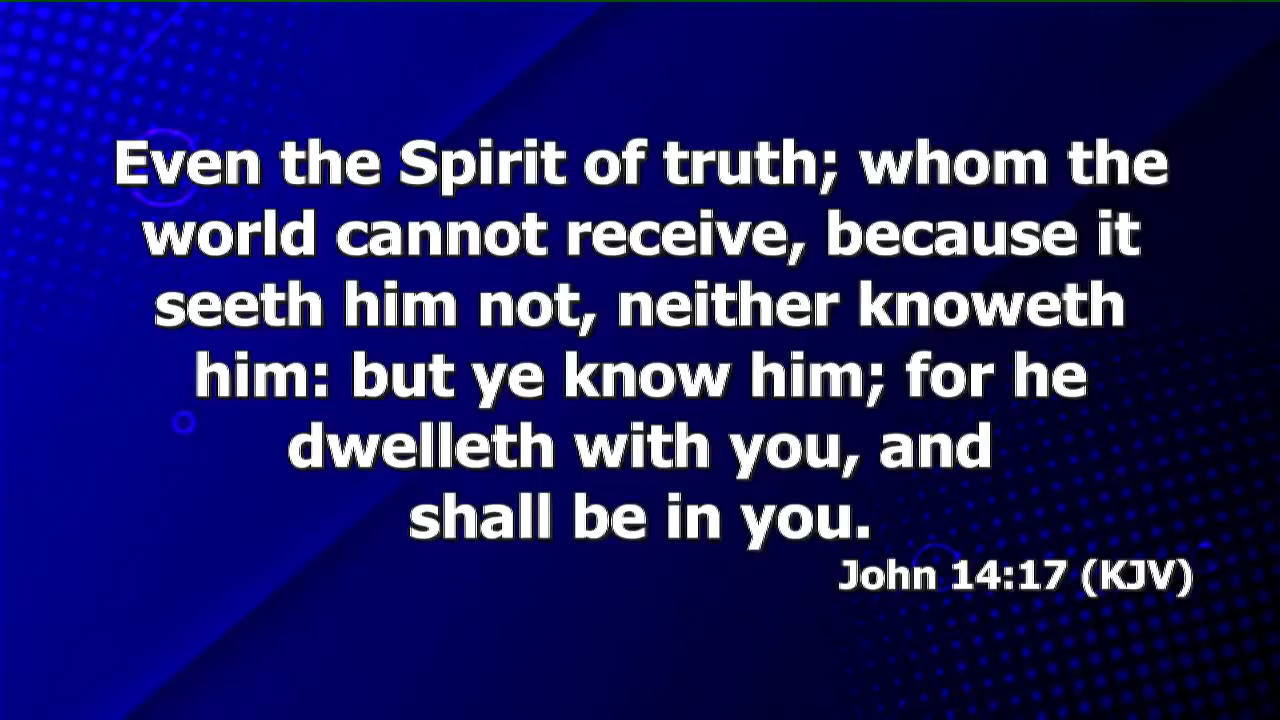 Even the Spirit of truth; whom the
world cannot receive, because it
seeth him not, neither knoweth
him: but ye know him; for he
dwelleth with you, and
shall be in you.
John 14:17 (KJV)